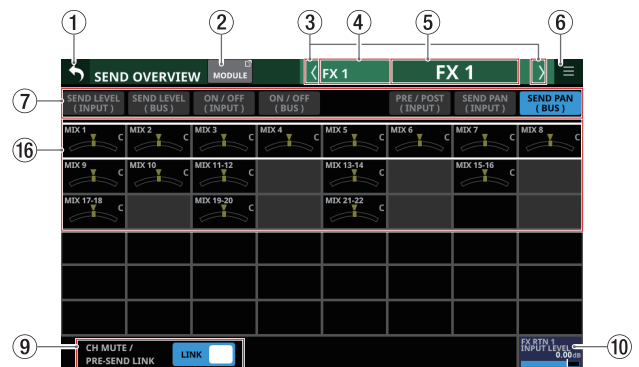 1 2 3 4 5 6
SEND OVERVIEW MODULE FX 1 FX 1
7
SEND LEVEL SEND LEVEL ON / OFF ON / OFF PRE / POST SEND PAN SEND PAN
( INPUT ) ( BUS ) ( INPUT ) ( BUS ) ( INPUT ) ( INPUT ) ( BUS )
16
MIX 1 C MIX 2 C MIX 3 C MIX 4 C MIX 5 C MIX 6 C MIX 7 C MIX 8 C
MIX 9 C MIX 10 C MIX 11-12 C MIX 13-14 C MIX 15-16 C
MIX 17-18 C MIX 19-20 C MIX 21-22 C
9
CH MUTE /
PRE-SEND LINK
LINK
FX RTN 1
INPUT LEVEL
0.00dB
10